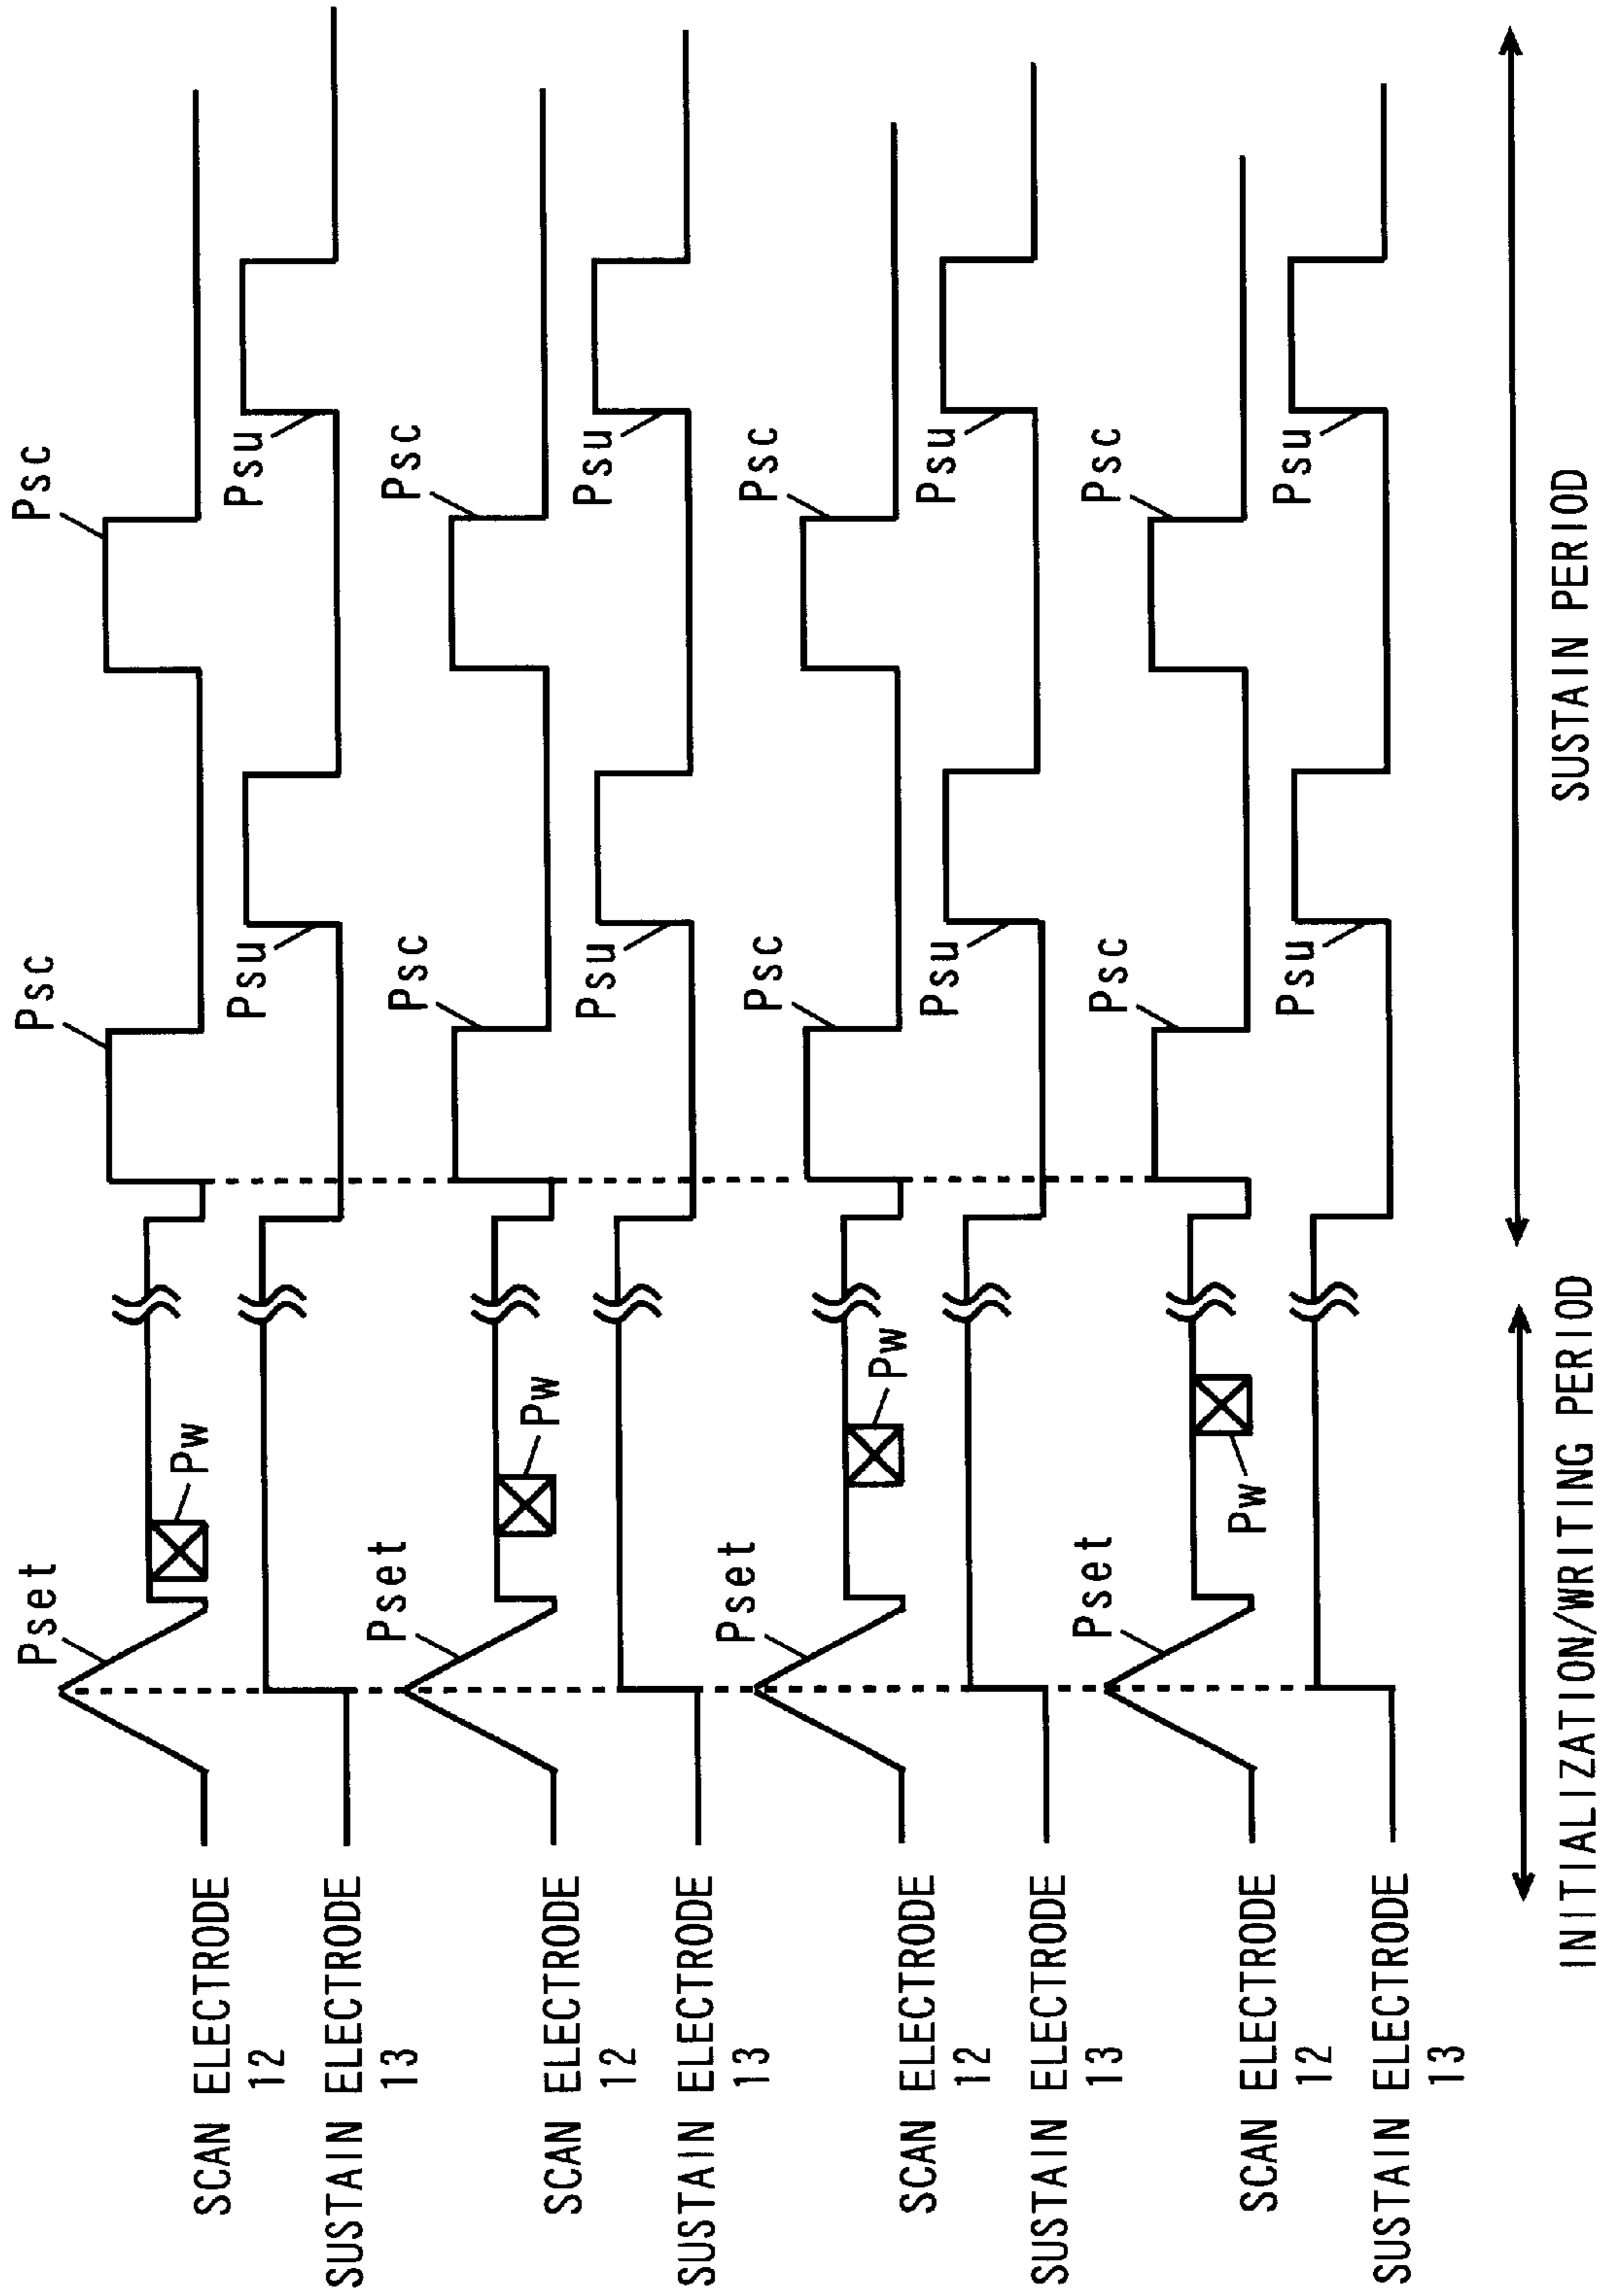 Pset
Psc
Psc
Pw
SCAN ELECTRODE
12
Psu
Psu
SUSTAIN ELECTRODE
13
Pset
Psc
Psc
Pw
SCAN ELECTRODE
12
Psu
Psu
SUSTAIN ELECTRODE
13
Pset
Psc
Psc
Pw
SCAN ELECTRODE
12
Psu
Psu
SUSTAIN ELECTRODE
13
Pset
Psc
Psc
Pw
SCAN ELECTRODE
12
Psu
Psu
SUSTAIN ELECTRODE
13
INITIALIZATION/WRITING PERIOD
SUSTAIN PERIOD